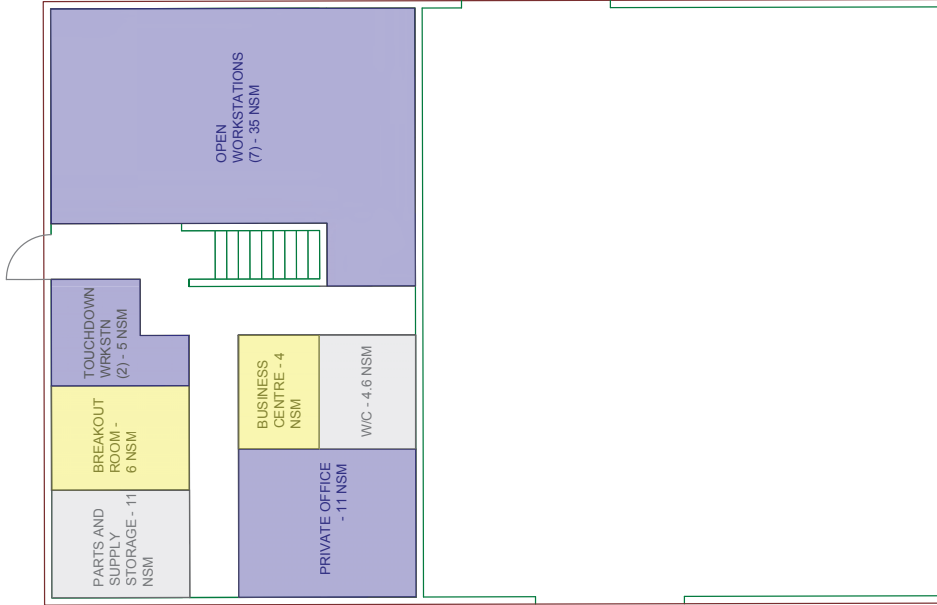 OPEN
WORKSTATIONS
(7) - 35 NSM
TOUCHDOWN
WRKSTN
(2) - 5 NSM
BUSINESS
CENTRE - 4
NSM
W/C - 4.6 NSM
BREAKOUT
ROOM -
6 NSM
PRIVATE OFFICE
- 11 NSM
PARTS AND
SUPPLY
STORAGE - 11
NSM